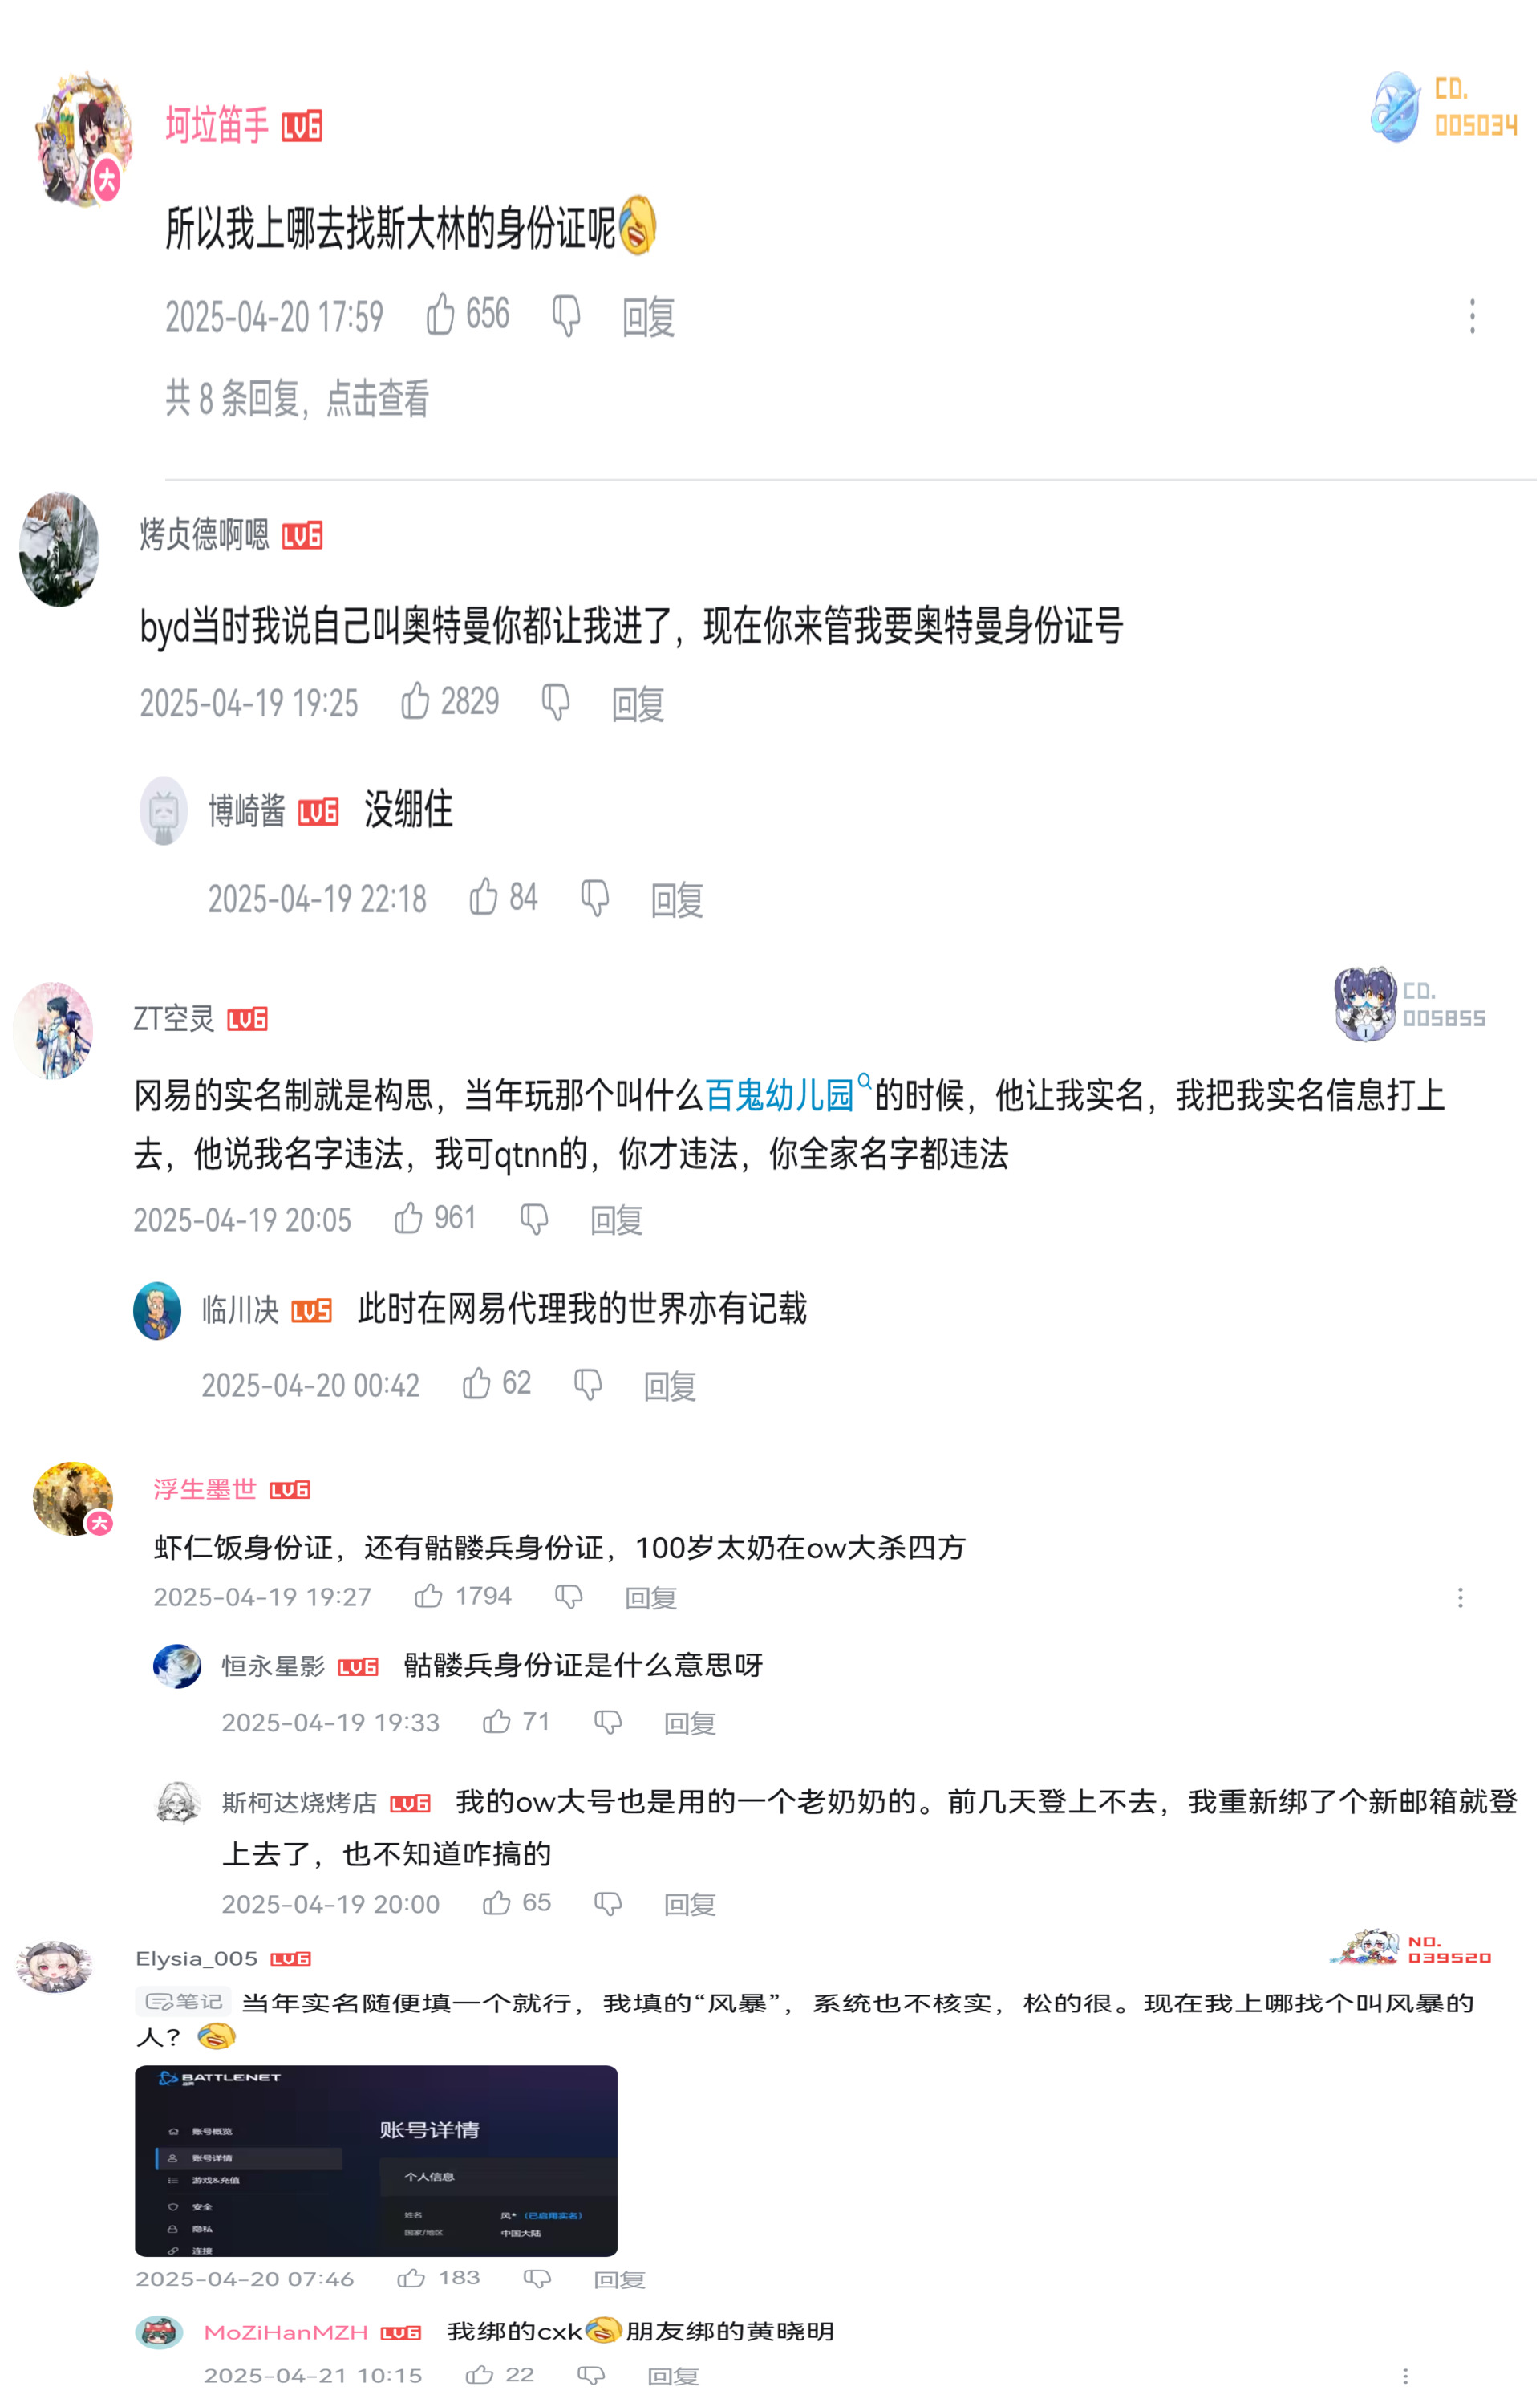 坷垃笛手 LV6
CD.
005034
大
所以我上哪去找斯大林的身份证呢
2025-04-20 17:59 656 回复
共 8 条回复，点击查看
烤贞德啊嗯 LV6
byd当时我说自己叫奥特曼你都让我进了，现在你来管我要奥特曼身份证号
2025-04-19 19:25 2829 回复
博崎酱 LV6 没绷住
2025-04-19 22:18 84 回复
ZT空灵 LV6
CD.
005855
冈易的实名制就是构思，当年玩那个叫什么百鬼幼儿园的时候，他让我实名，我把我实名信息打上
去，他说我名字违法，我可qtnn的，你才违法，你全家名字都违法
2025-04-19 20:05 961 回复
临川决 LV5 此时在网易代理我的世界亦有记载
2025-04-20 00:42 62 回复
浮生墨世 LV6
大
虾仁饭身份证，还有骷髅兵身份证，100岁太奶在ow大杀四方
2025-04-19 19:27 1794 回复
恒永星影 LV6 骷髅兵身份证是什么意思呀
2025-04-19 19:33 71 回复
斯柯达烧烤店 LV6 我的ow大号也是用的一个老奶奶的。前几天登上不去，我重新绑了个新邮箱就登
上去了，也不知道咋搞的
2025-04-19 20:00 65 回复
Elysia_005 LV6
NO.
039520
笔记 当年实名随便填一个就行，我填的“风暴”，系统也不核实，松的很。现在我上哪找个叫风暴的
人？
BATTLENET
账号概览
账号详情
账号详情
个人信息
游戏&充值
安全
姓名 风* （已启用实名）
隐私
国家/地区 中国大陆
连接
2025-04-20 07:46 183 回复
MoZiHanMZH LV6 我绑的cxk朋友绑的黄晓明
2025-04-21 10:15 22 回复